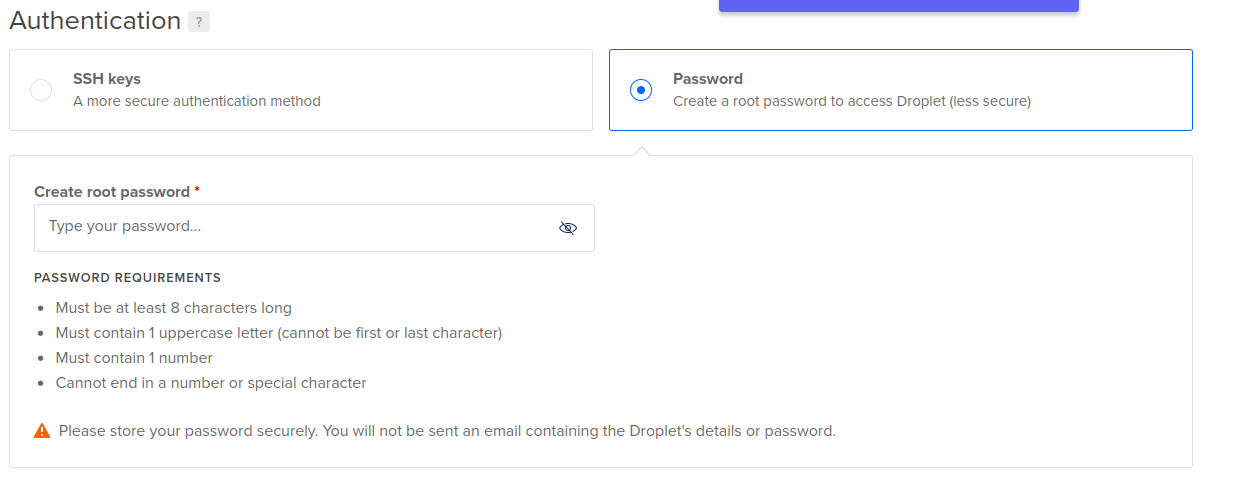 Authentication ?
SSH keys
A more secure authentication method
Password
Create a root password to access Droplet (less secure)
Create root password *
Type your password...
PASSWORD REQUIREMENTS
• Must be at least 8 characters long
• Must contain 1 uppercase letter (cannot be first or last character)
• Must contain 1 number
• Cannot end in a number or special character
Please store your password securely. You will not be sent an email containing the Droplet's details or password.